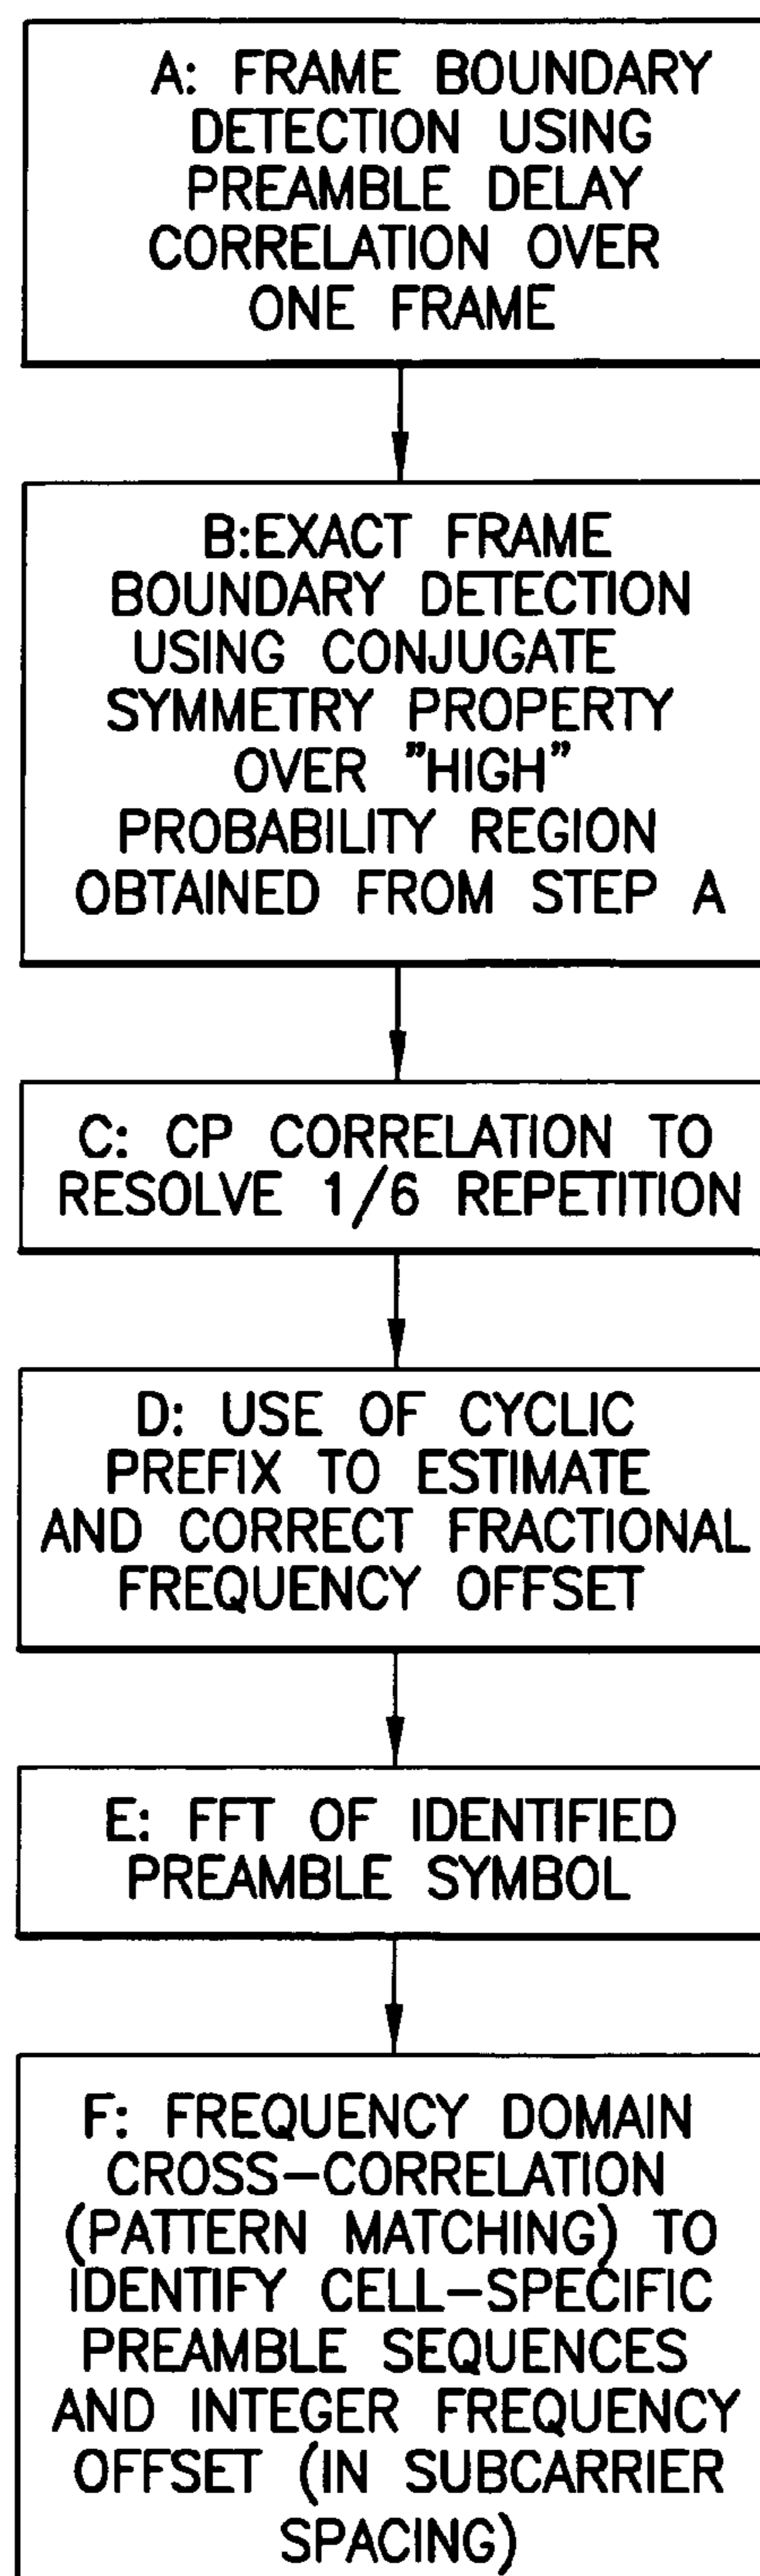 A: FRAME BOUNDARY
DETECTION USING
PREAMBLE DELAY
CORRELATION OVER
ONE FRAME
B:EXACT FRAME
BOUNDARY DETECTION
USING CONJUGATE
SYMMETRY PROPERTY
OVER "HIGH"
PROBABILITY REGION
OBTAINED FROM STEP A
C: CP CORRELATION TO
RESOLVE 1/6 REPETITION
D: USE OF CYCLIC
PREFIX TO ESTIMATE
AND CORRECT FRACTIONAL
FREQUENCY OFFSET
E: FFT OF IDENTIFIED
PREAMBLE SYMBOL
F: FREQUENCY DOMAIN
CROSS–CORRELATION
(PATTERN MATCHING) TO
IDENTIFY CELL–SPECIFIC
PREAMBLE SEQUENCES
AND INTEGER FREQUENCY
OFFSET (IN SUBCARRIER
SPACING)